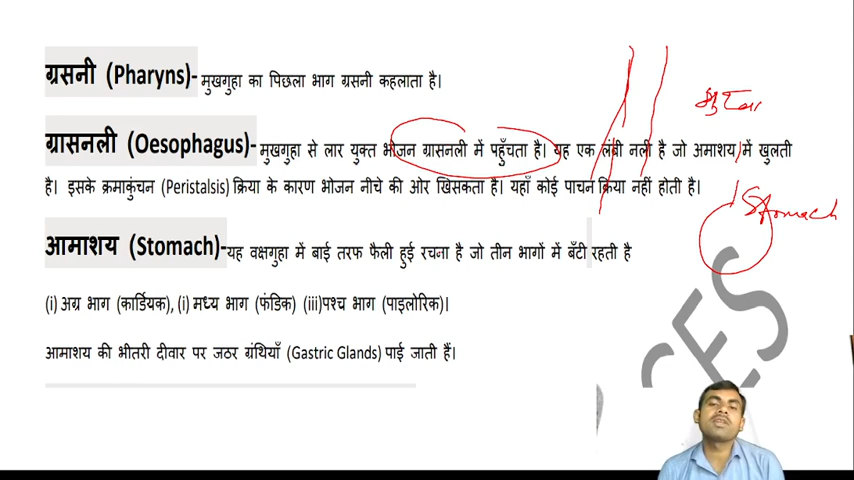 ग्रसनी (Pharyns)- मुखगुहा का पिछला भाग ग्रसनी कहलाता है।
ग्रासनली (Oesophagus)- मुखगुहा से लार युक्त भोजन ग्रासनली में पहुँचता है। यह एक लंबी नली है जो अमाशय में खुलती
है। इसके क्रमाकुंचन (Peristalsis) क्रिया के कारण भोजन नीचे की ओर खिसकता है। यहाँ कोई पाचन क्रिया नहीं होती है।
Stomach
आमाशय (Stomach)-यह वक्षगुहा में बाई तरफ फैली हुई रचना है जो तीन भागों में बँटी रहती है
(i) अग्र भाग (कार्डियक), (i) मध्य भाग (फंडिक) (iii)पश्च भाग (पाइलोरिक)।
आमाशय की भीतरी दीवार पर जठर ग्रंथियाँ (Gastric Glands) पाई जाती हैं।
CES